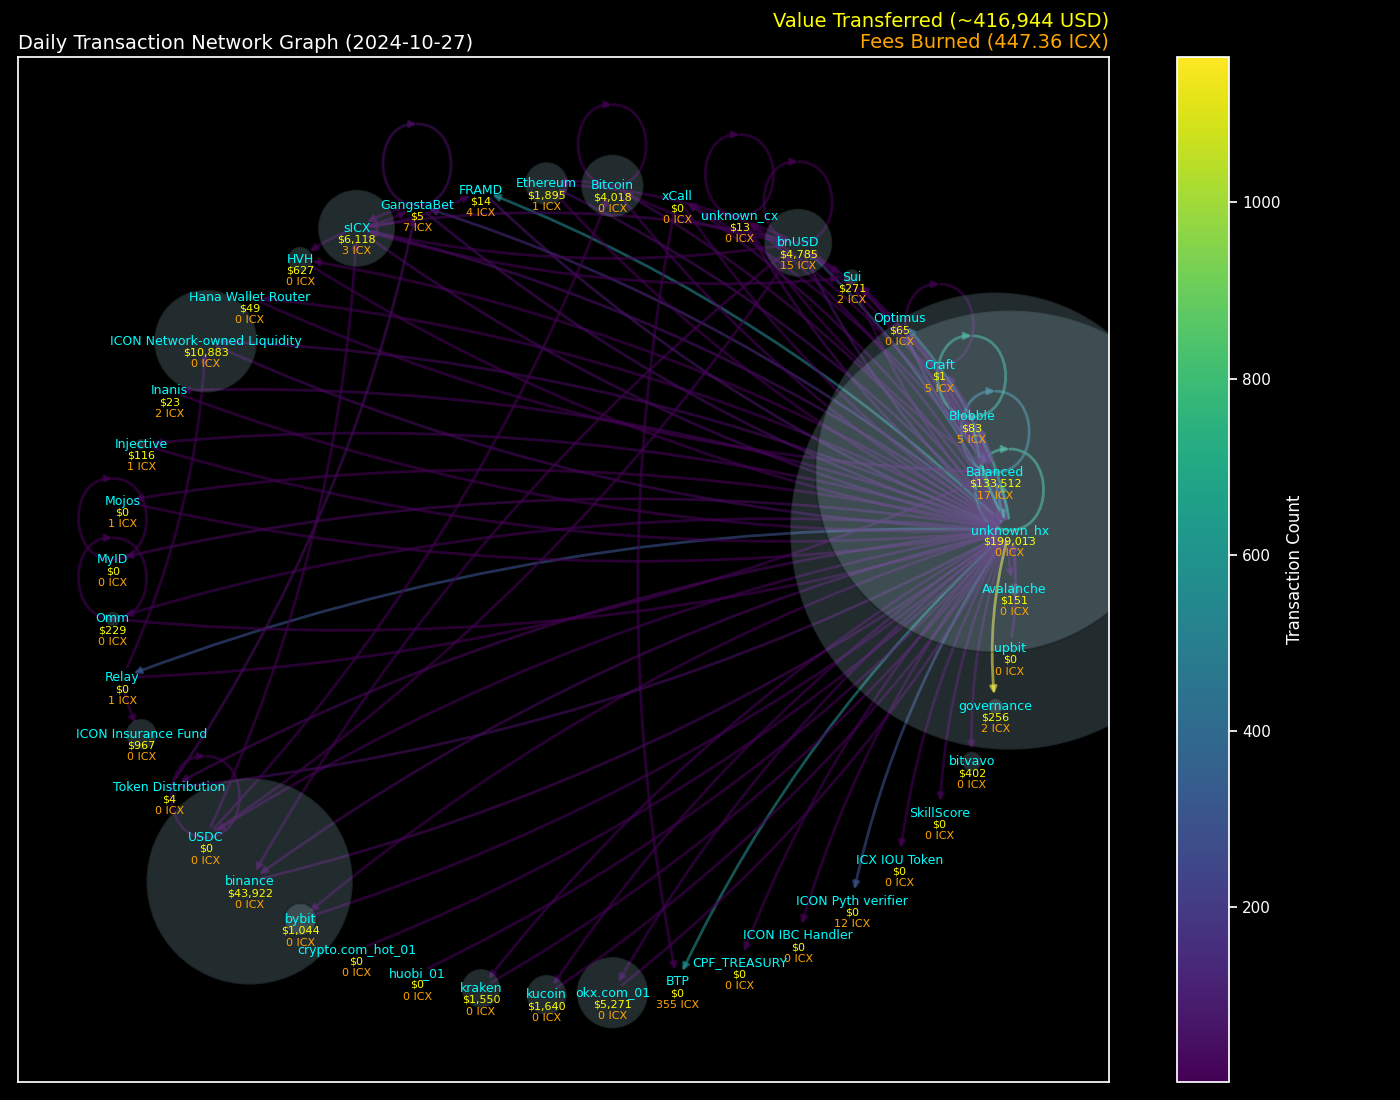 Value Transferred (~416,944 USD)
Daily Transaction Network Graph (2024-10-27)
Fees Burned (447.36 ICX)
Ethereum
$1,895
1 ICX
Bitcoin
$4,018
0 ICX
FRAMD
$14
4 ICX
xCall
$0
0 ICX
GangstaBet
$5
7 ICX
unknown_cx
$13
0 ICX
sICX
$6,118
3 ICX
bnUSD
$4,785
15 ICX
HVH
$627
0 ICX
Sui
$271
2 ICX
Hana Wallet Router
$49
0 ICX
Optimus
$65
0 ICX
ICON Network-owned Liquidity
$10,883
0 ICX
Craft
$1
5 ICX
Inanis
$23
2 ICX
Blobble
$83
5 ICX
Injective
$116
1 ICX
Balanced
$133,512
17 ICX
Mojos
$0
1 ICX
unknown_hx
$199,013
0 ICX
MyID
$0
0 ICX
Avalanche
$151
0 ICX
Omm
$229
0 ICX
upbit
$0
0 ICX
Relay
$0
1 ICX
governance
$256
2 ICX
ICON Insurance Fund
$967
0 ICX
bitvavo
$402
0 ICX
Token Distribution
$4
0 ICX
SkillScore
$0
0 ICX
USDC
$0
0 ICX
ICX IOU Token
$0
0 ICX
binance
$43,922
0 ICX
ICON Pyth verifier
$0
12 ICX
bybit
$1,044
0 ICX
ICON IBC Handler
$0
0 ICX
crypto.com_hot_01
$0
0 ICX
CPF_TREASURY
$0
0 ICX
huobi_01
$0
0 ICX
kraken
$1,550
0 ICX
kucoin
$1,640
0 ICX
okx.com_01
$5,271
0 ICX
BTP
$0
355 ICX
1000
800
600
400
200
Transaction Count